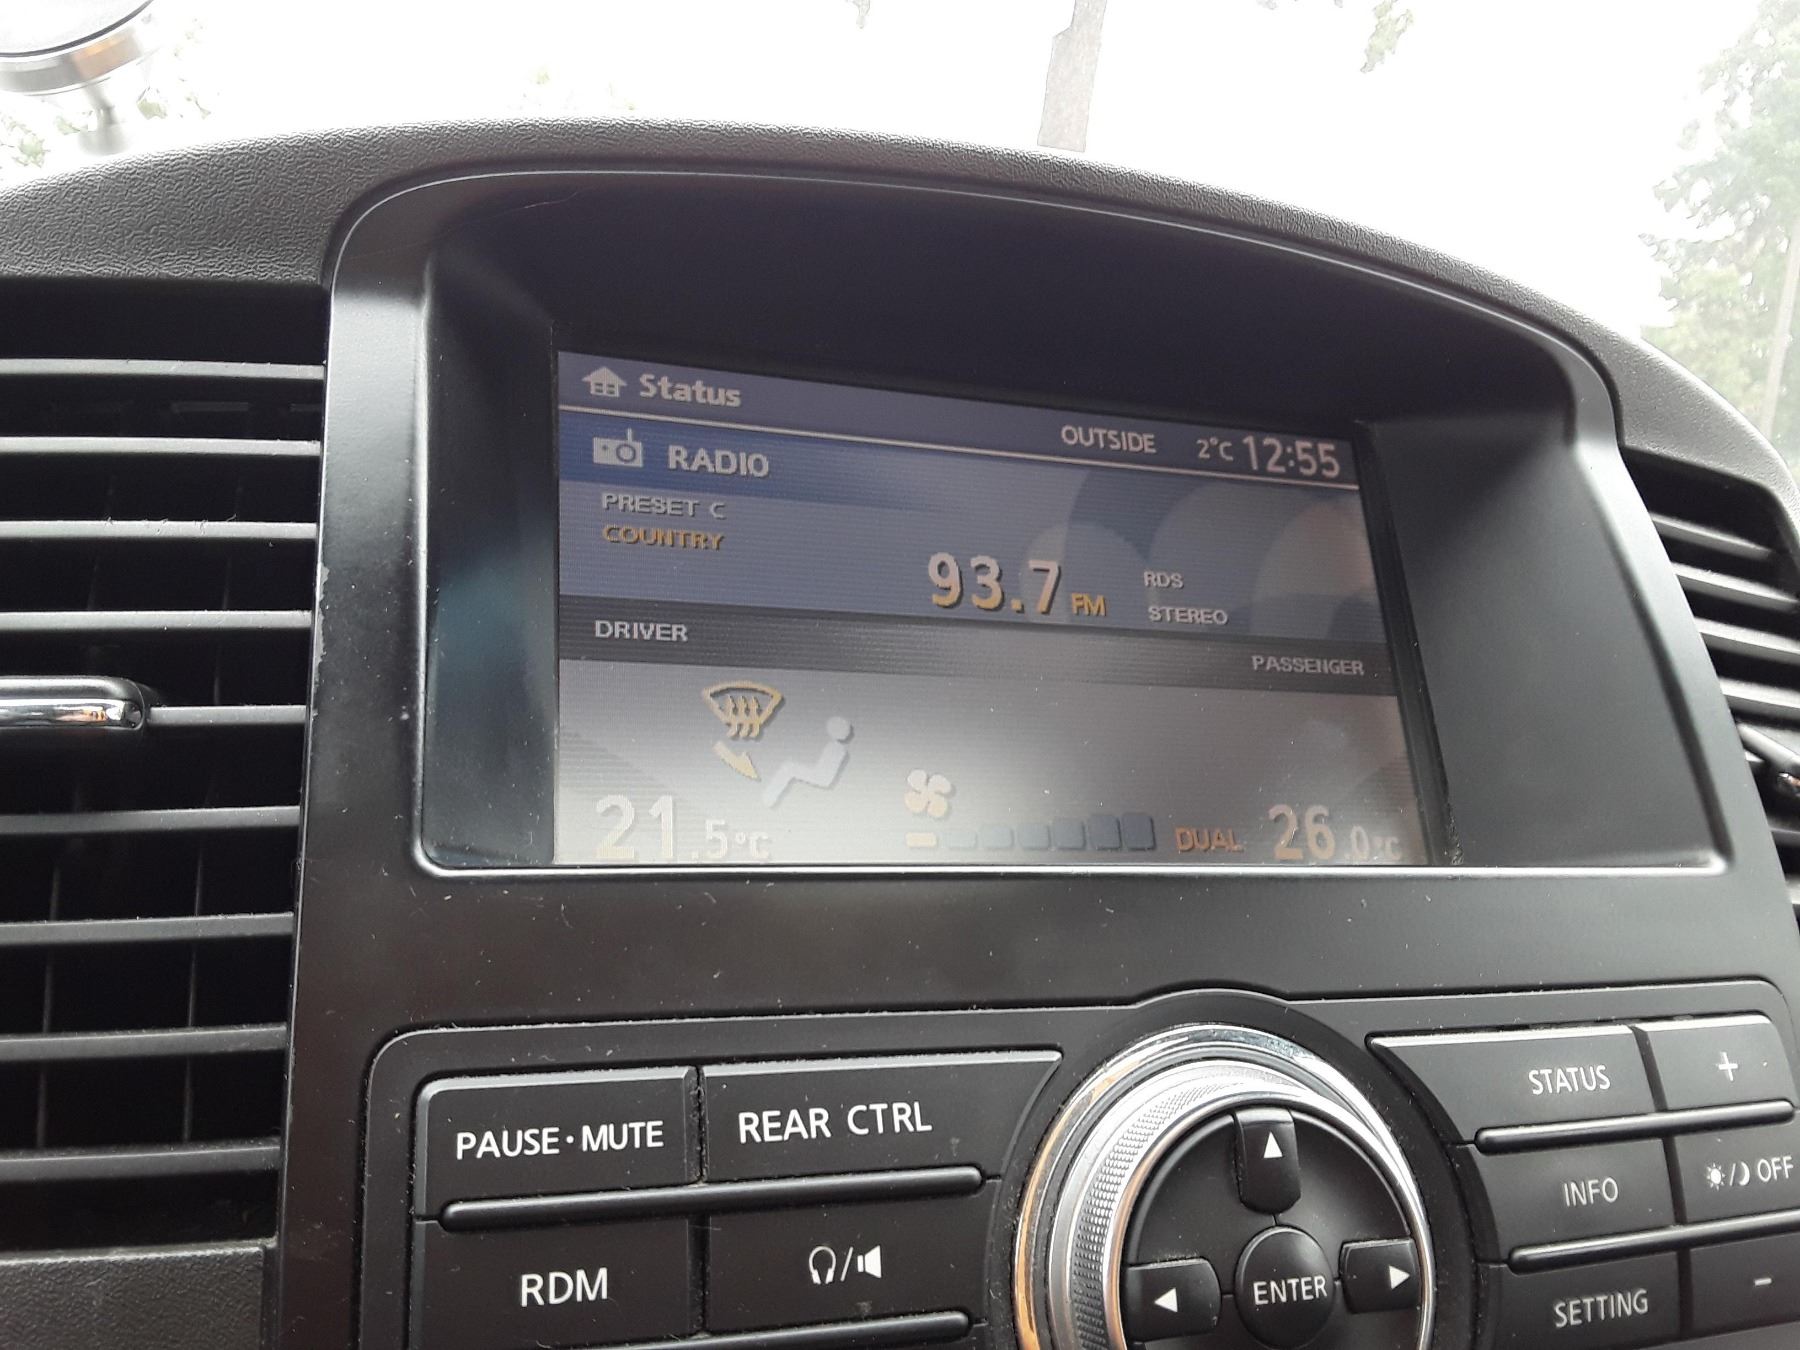 Status
OUTSIDE 2°C 12:55
RADIO
PRESET C
COUNTRY
93.7 FM
RDS
STEREO
DRIVER
PASSENGER
21.5°C
DUAL 26.0°C
PAUSE·MUTE
REAR CTRL
STATUS
+
INFO
OFF
RDM
ENTER
SETTING
-